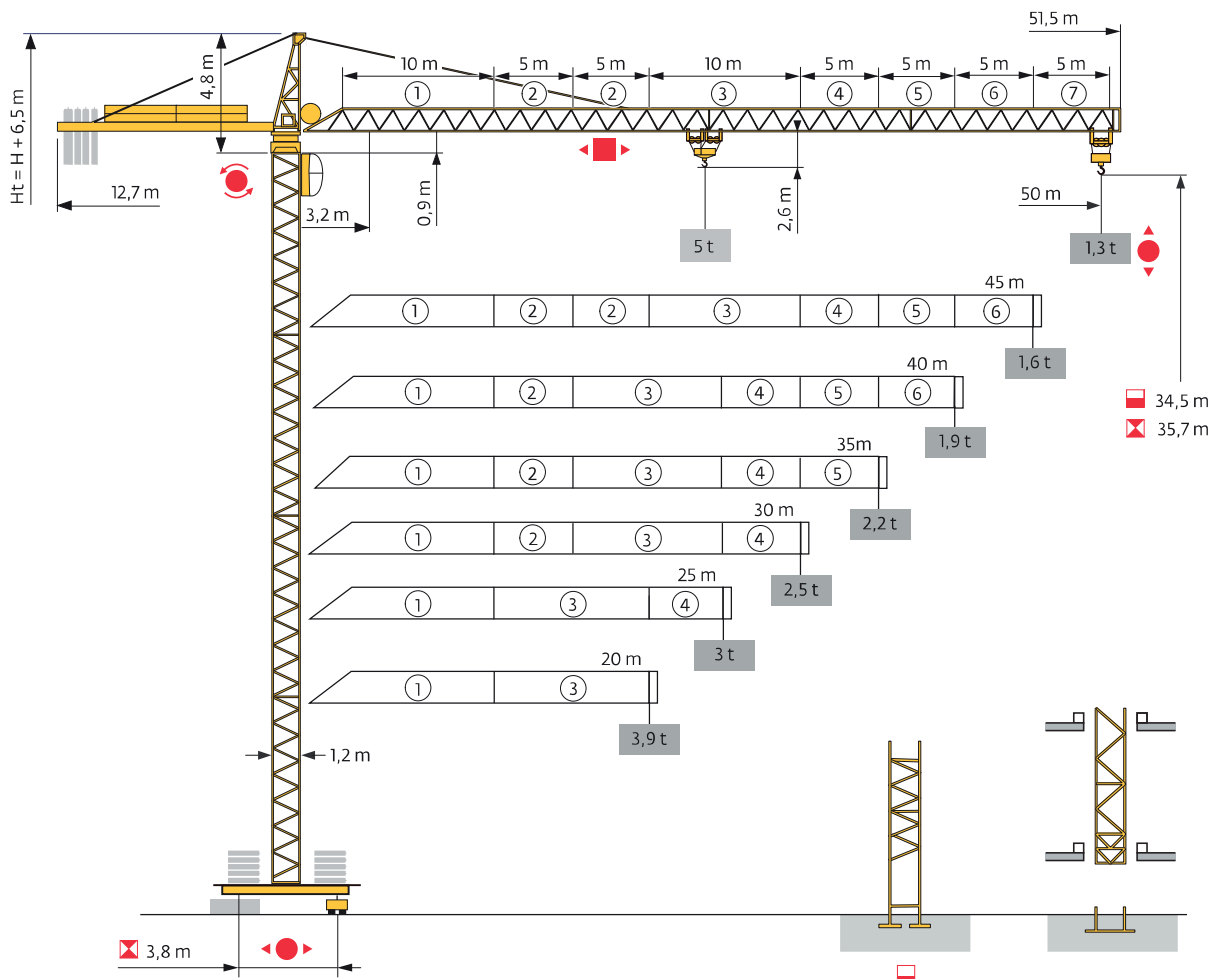 51,5 m
10 m 5 m 5 m 10 m 5 m 5 m 5 m 5 m
1 2 2 3 4 5 6 7
4,8 m
Ht = H + 6,5 m
12,7 m
3,2 m
0,9 m
2,6 m
50 m
5 t
1,3 t
45 m
1 2 2 3 4 5 6
1,6 t
40 m
1 2 3 4 5 6
1,9 t
34,5 m
35,7 m
35m
1 2 3 4 5
2,2 t
30 m
1 2 3 4
2,5 t
25 m
1 3 4
3 t
20 m
1 3
3,9 t
1,2 m
3,8 m